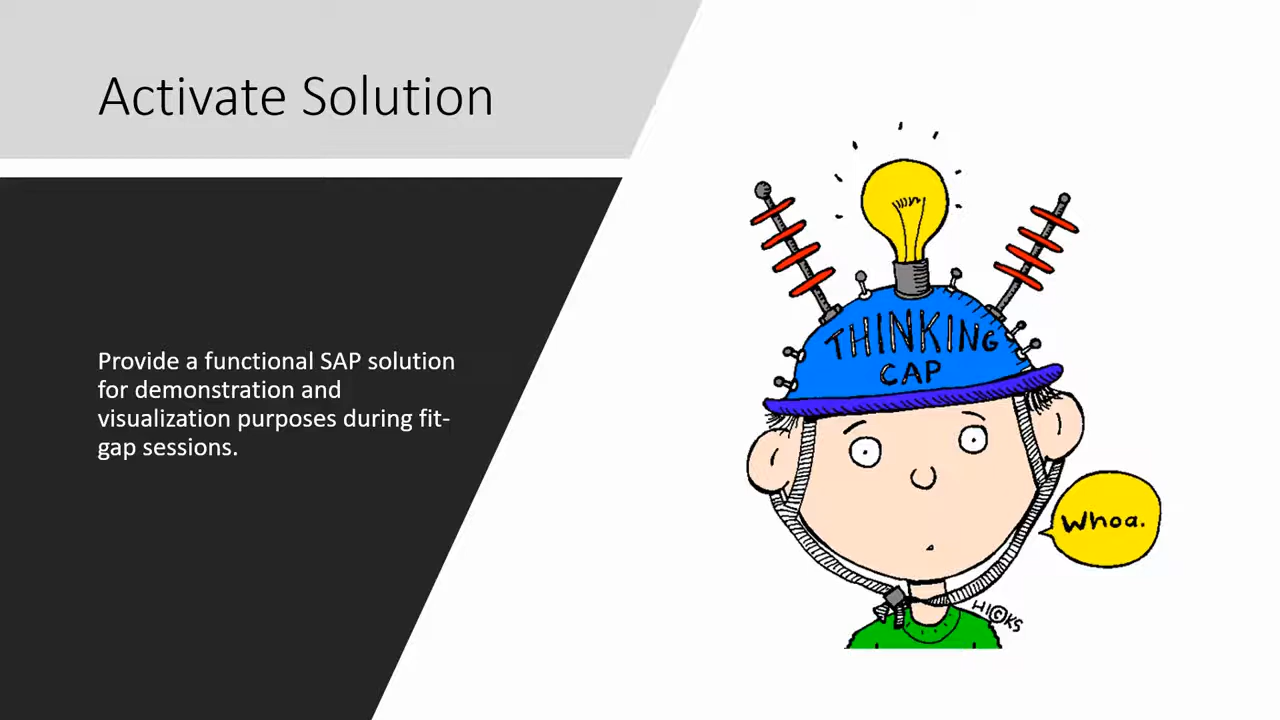 Activate Solution
Provide a functional SAP solution
for demonstration and
visualization purposes during fit-
gap sessions.
THINKING
CAP
Whoa.
HICKS